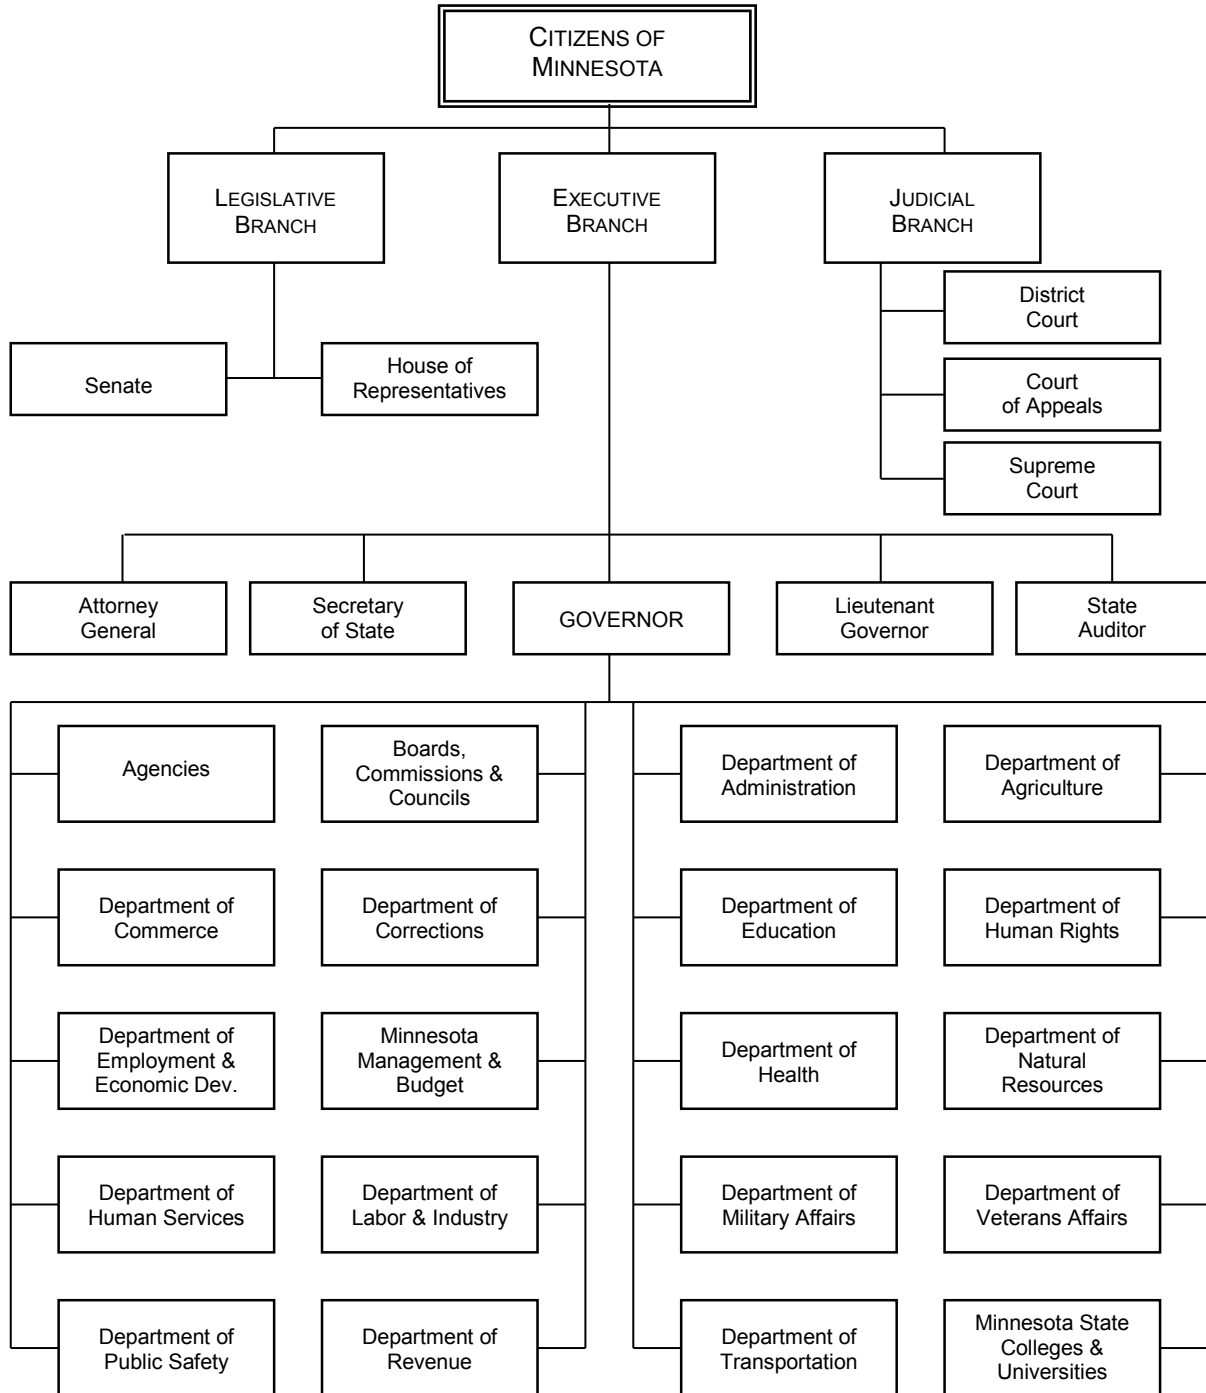 CITIZENS OF
MINNESOTA
LEGISLATIVE
BRANCH
EXECUTIVE
BRANCH
JUDICIAL
BRANCH
District
Court
Senate
House of
Representatives
Court
of Appeals
Supreme
Court
Attorney
General
Secretary
of State
GOVERNOR
Lieutenant
Governor
State
Auditor
Agencies
Boards,
Commissions &
Councils
Department of
Administration
Department of
Agriculture
Department of
Commerce
Department of
Corrections
Department of
Education
Department of
Human Rights
Department of
Employment &
Economic Dev.
Minnesota
Management &
Budget
Department of
Health
Department of
Natural
Resources
Department of
Human Services
Department of
Labor & Industry
Department of
Military Affairs
Department of
Veterans Affairs
Department of
Public Safety
Department of
Revenue
Department of
Transportation
Minnesota State
Colleges &
Universities